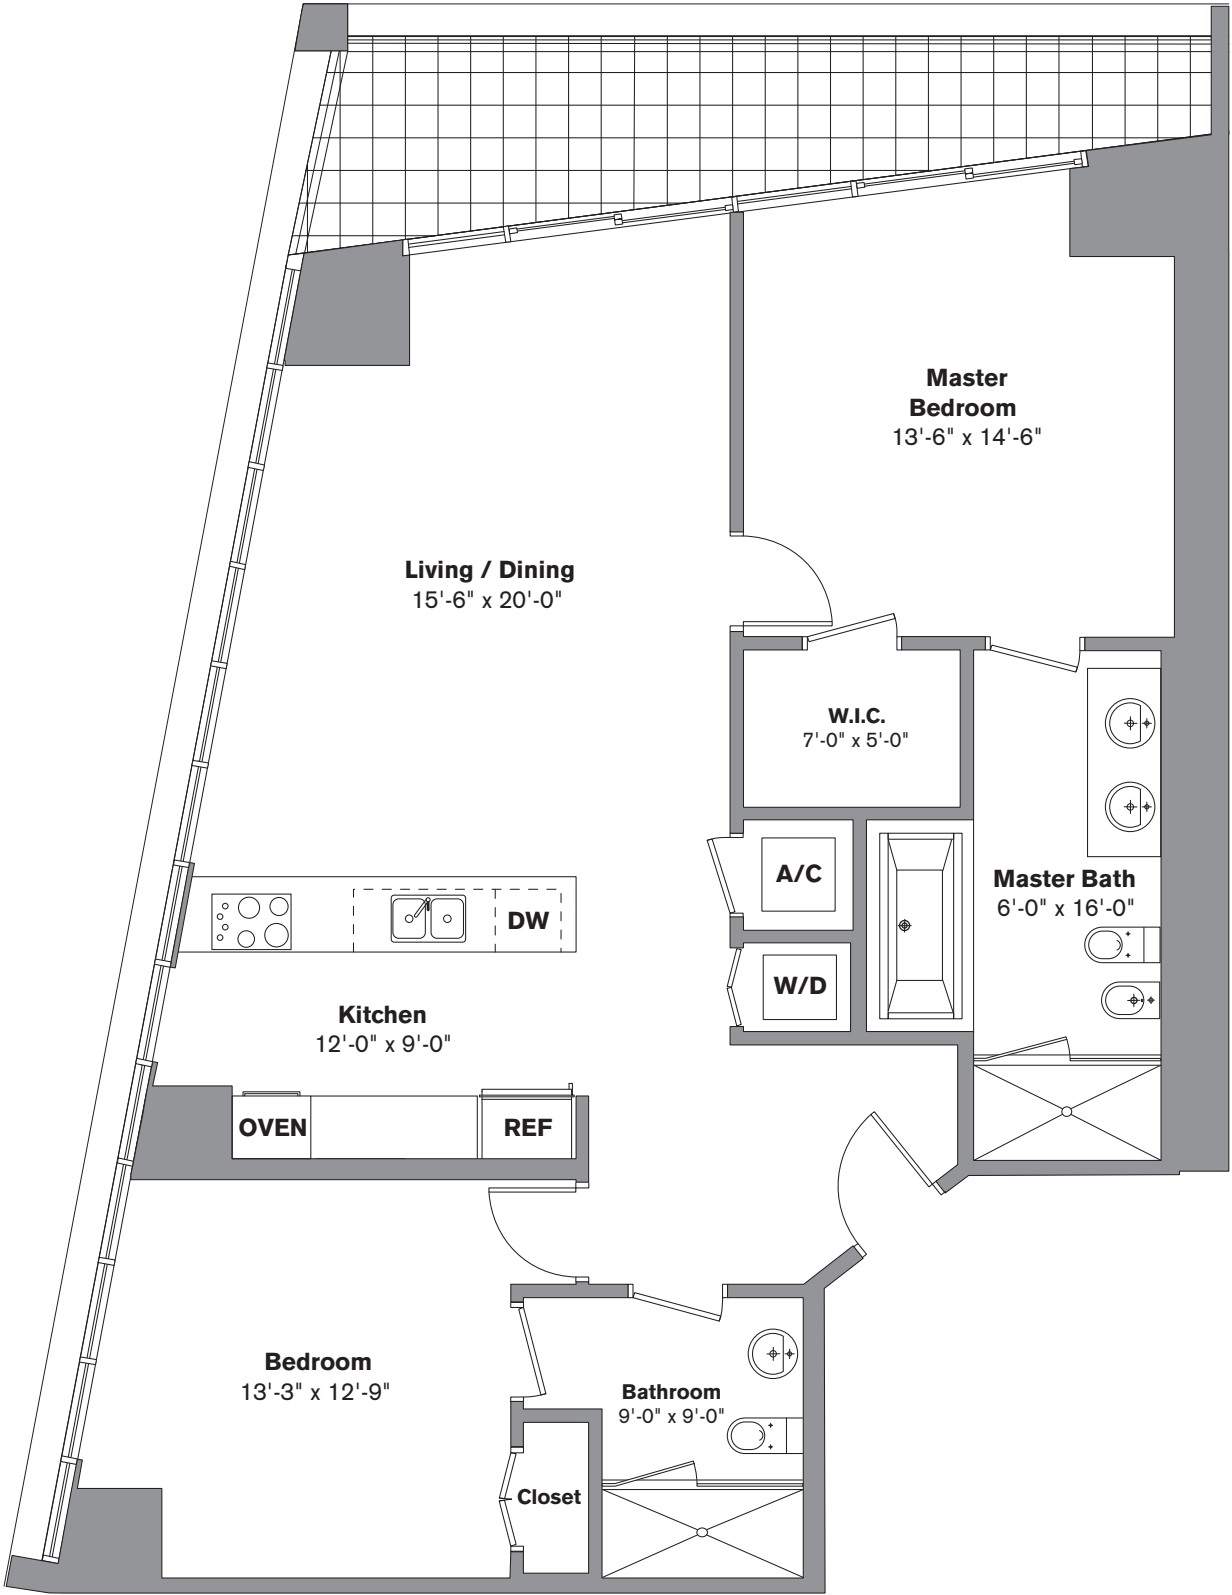 Master
Bedroom
13'-6" x 14'-6"
Living / Dining
15'-6" x 20'-0"
W.I.C.
7'-0" x 5'-0"
A/C
Master Bath
6'-0" x 16'-0"
DW
W/D
Kitchen
12'-0" x 9'-0"
OVEN
REF
Bedroom
13'-3" x 12'-9"
Bathroom
9'-0" x 9'-0"
Closet